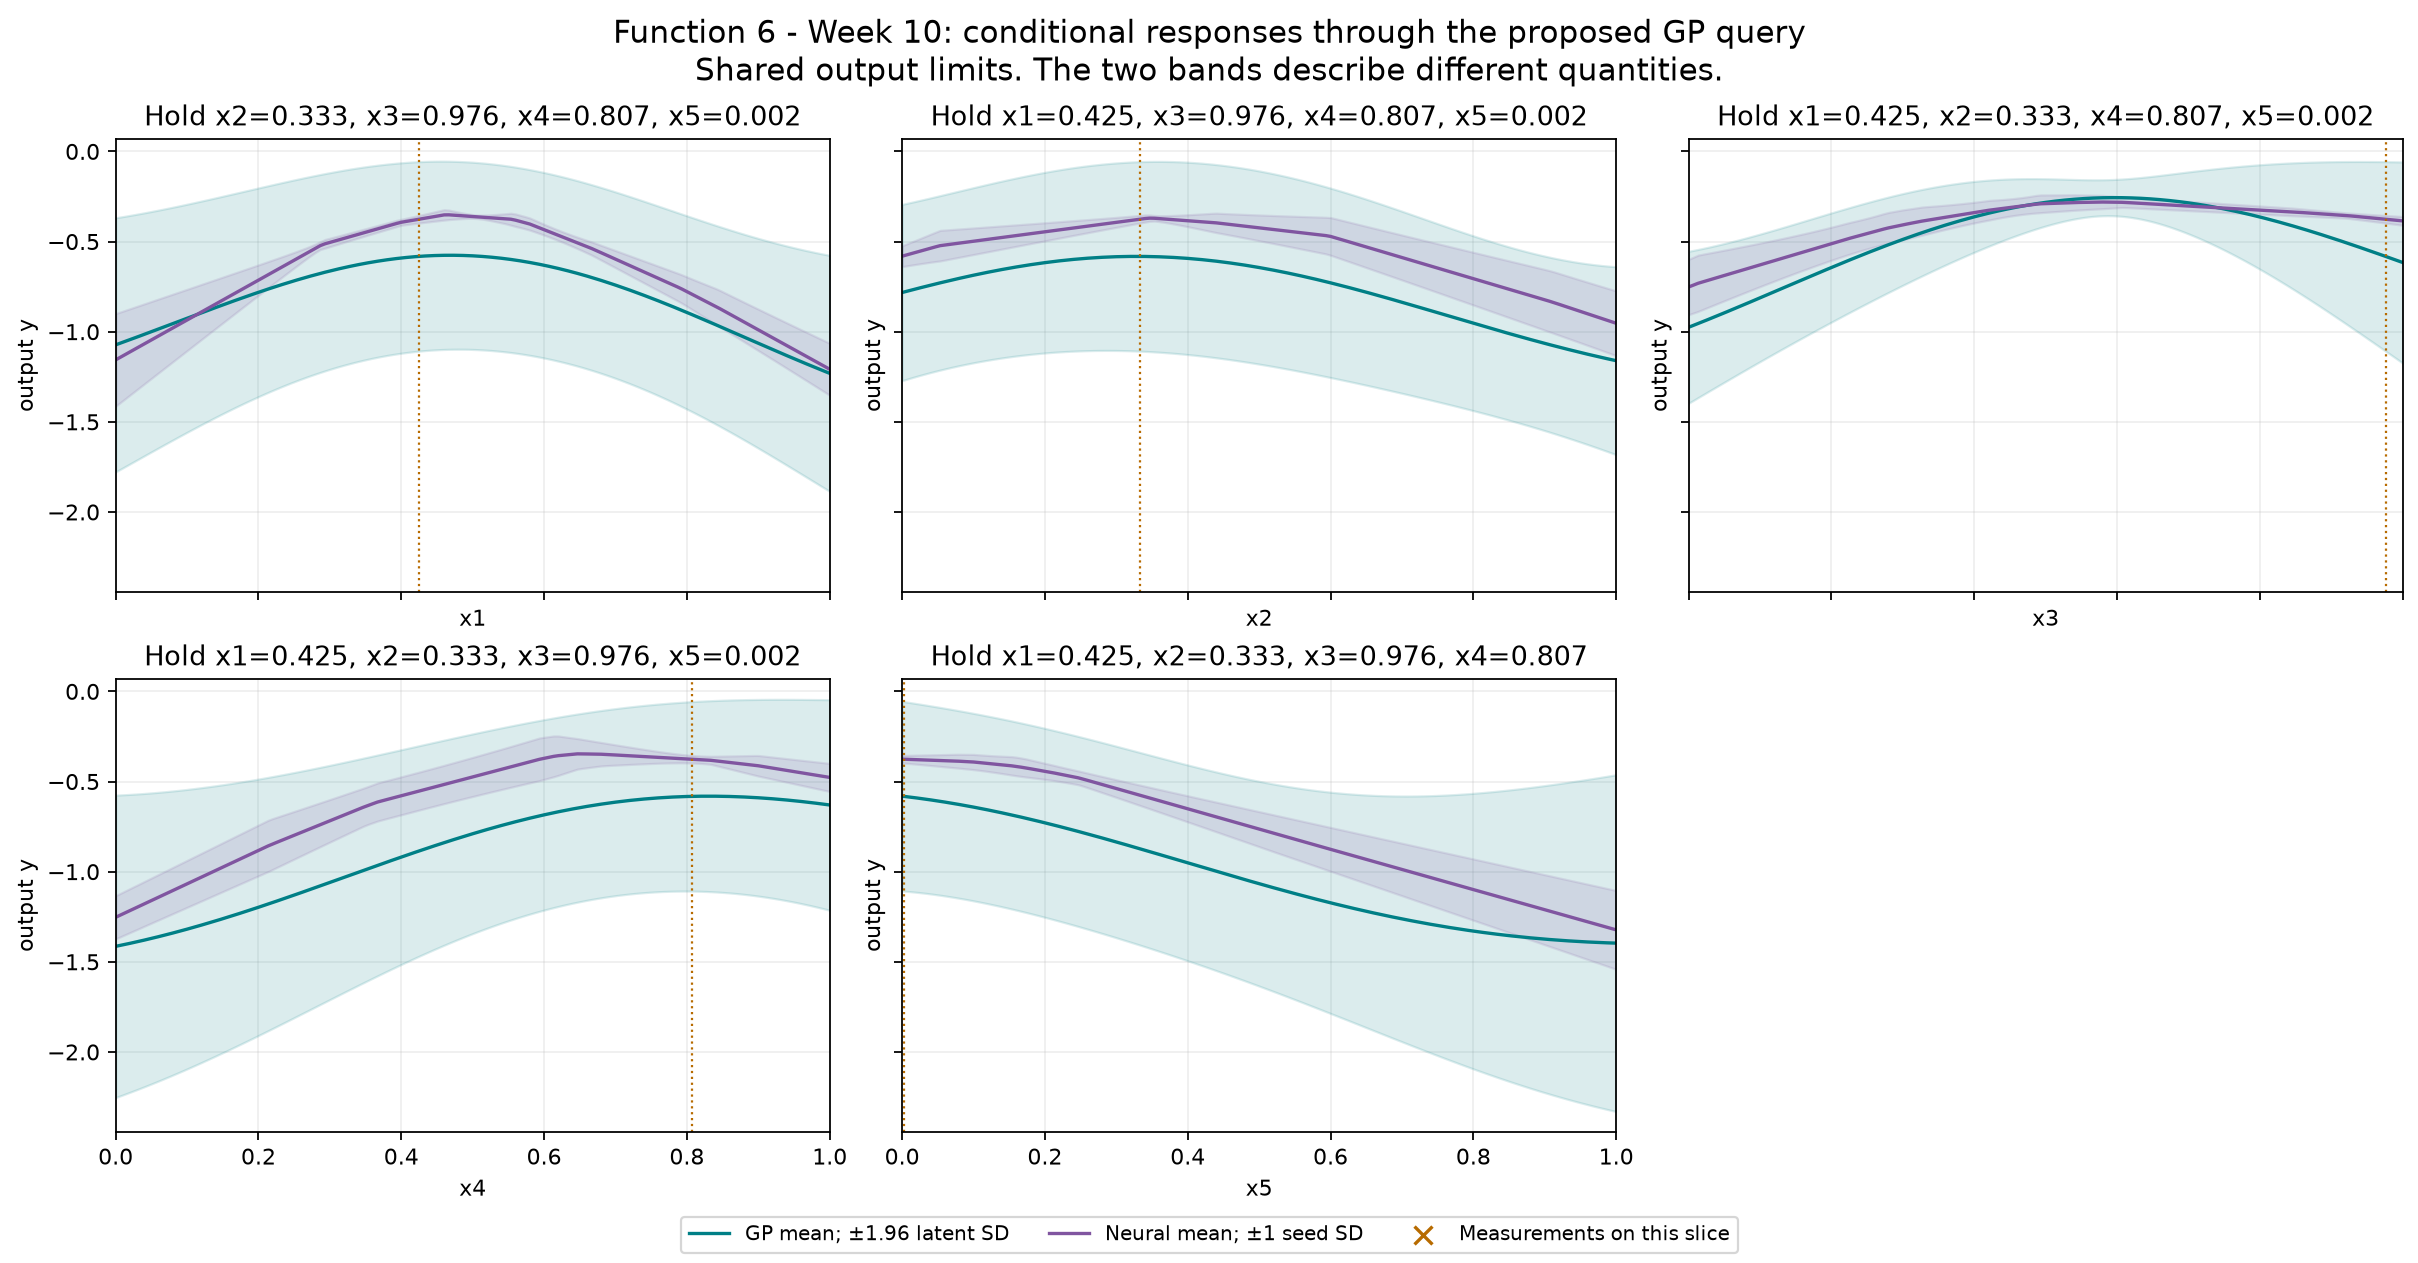 Function 6 - Week 10: conditional responses through the proposed GP query
Shared output limits. The two bands describe different quantities.
Hold x2=0.333, x3=0.976, x4=0.807, x5=0.002
Hold x1=0.425, x3=0.976, x4=0.807, x5=0.002
Hold x1=0.425, x2=0.333, x4=0.807, x5=0.002
0.0
−0.5
−1.0
−1.5
−2.0
output y
output y
output y
x1
x2
x3
Hold x1=0.425, x2=0.333, x3=0.976, x5=0.002
Hold x1=0.425, x2=0.333, x3=0.976, x4=0.807
0.0
−0.5
−1.0
−1.5
−2.0
output y
output y
0.0 0.2 0.4 0.6 0.8 1.0
0.0 0.2 0.4 0.6 0.8 1.0
x4
x5
GP mean; ±1.96 latent SD
Neural mean; ±1 seed SD
Measurements on this slice